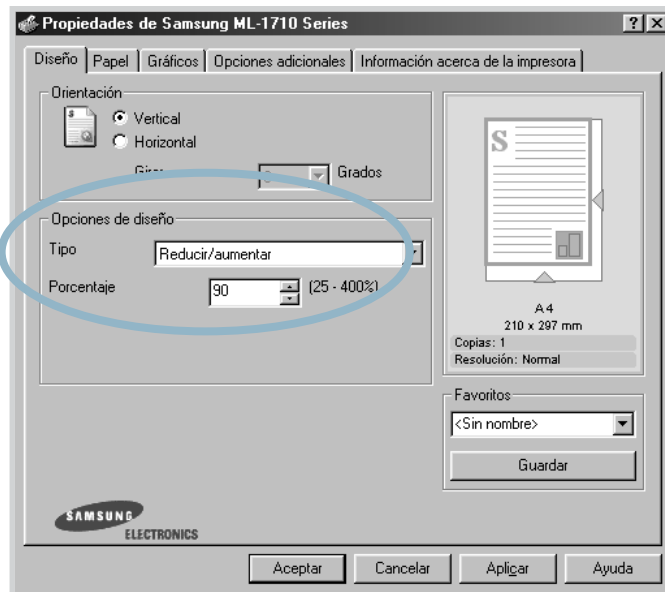 Propiedades de Samsung ML-1710 Series
Diseño Papel Gráficos Opciones adicionales Información acerca de la impresora
Orientación
Vertical
Horizontal
Girar Grados
Opciones de diseño
Tipo Reducir/aumentar
Porcentaje 90 (25 - 400%)
S
S
A4
210 x 297 mm
Copias: 1
Resolución: Normal
Favoritos
<Sin nombre>
Guardar
SAMSUNG
ELECTRONICS
Aceptar Cancelar Aplicar Ayuda